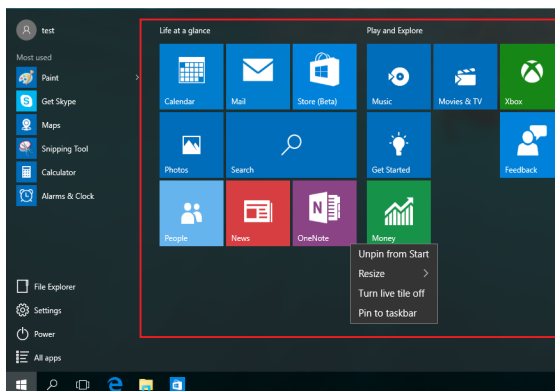 test
Most used
Paint
Get Skype
Maps
Snipping Tool
Calculator
Alarms & Clock
File Explorer
Settings
Power
All apps
Life at a glance
Calendar
Mail
Store (Beta)
Photos
Search
People
News
OneNote
Play and Explore
Music
Movies & TV
Xbox
Get Started
Feedback
Money
Unpin from Start
Resize
Turn live tile off
Pin to taskbar